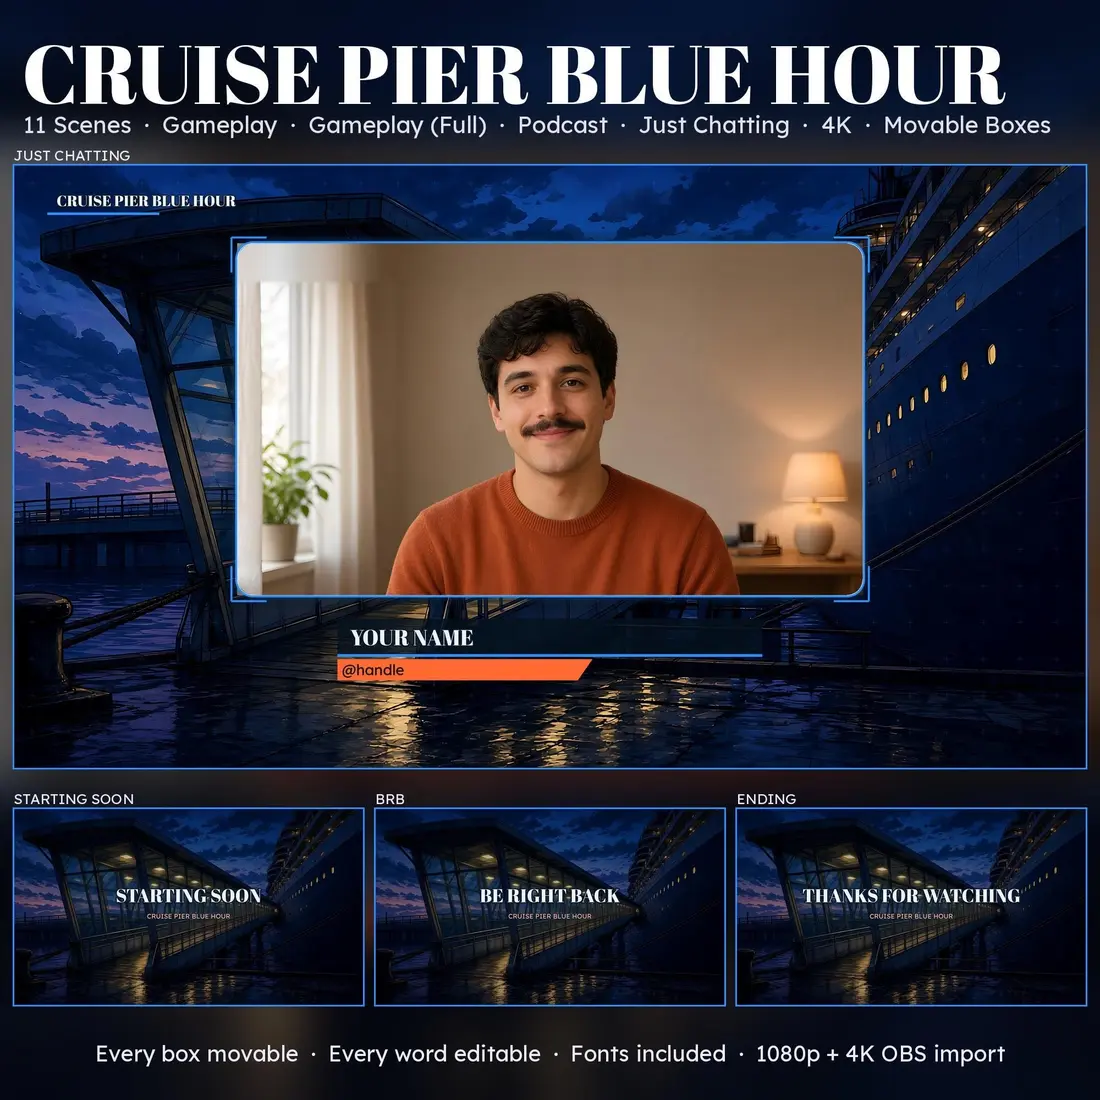 CRUISE PIER BLUE HOUR
11 Scenes · Gameplay · Gameplay (Full) · Podcast · Just Chatting · 4K · Movable Boxes
JUST CHATTING
CRUISE PIER BLUE HOUR
YOUR NAME
@handle
STARTING SOON
BRB
ENDING
STARTING SOON
CRUISE PIER BLUE HOUR
BE RIGHT BACK
CRUISE PIER BLUE HOUR
THANKS FOR WATCHING
CRUISE PIER BLUE HOUR
Every box movable · Every word editable · Fonts included · 1080p + 4K OBS import